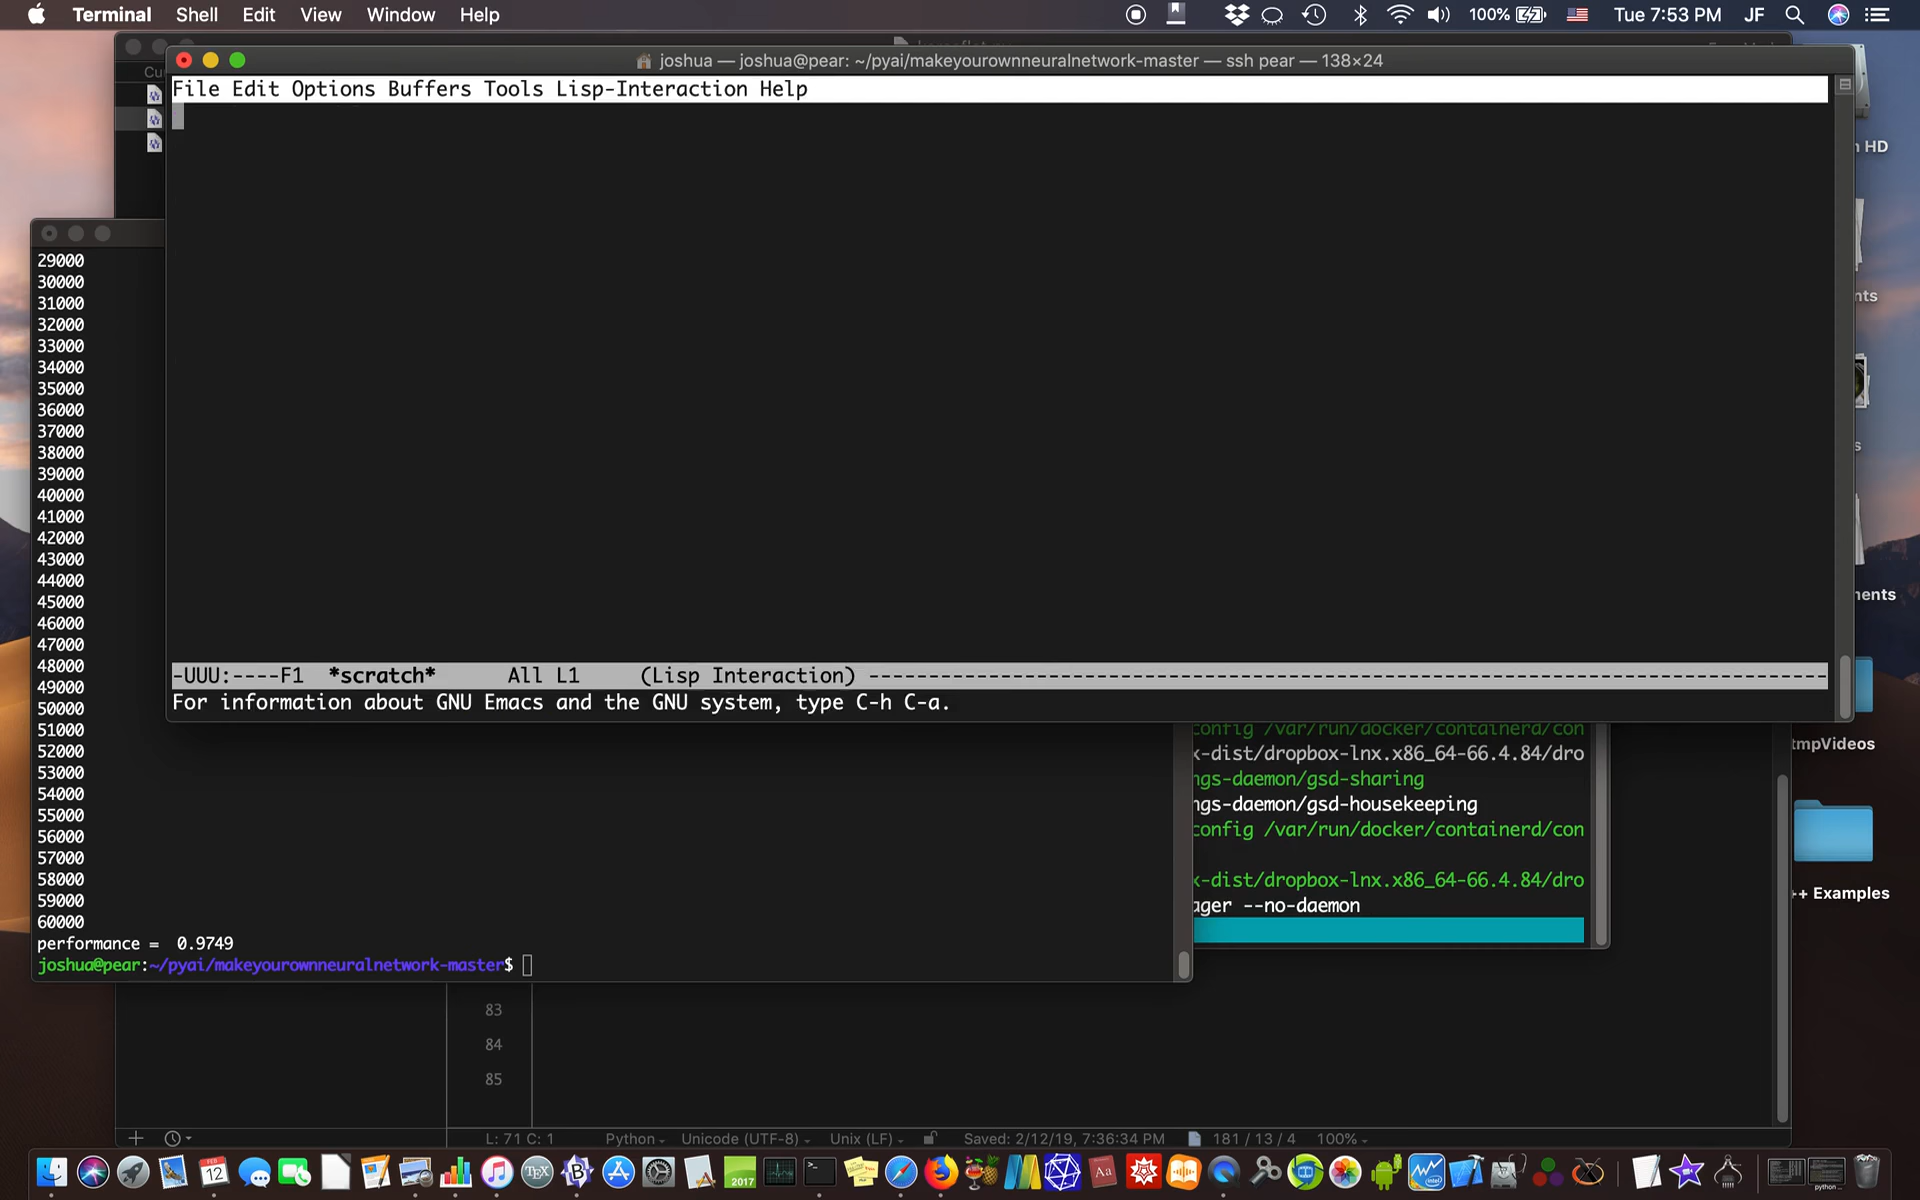 Terminal Shell Edit View Window Help
100% Tue 7:53 PM JF
joshua — joshua@pear: ~/pyai/makeyourownneuralnetwork-master — ssh pear — 138×24
File Edit Options Buffers Tools Lisp-Interaction Help
-UUU:----F1 *scratch* All L1 (Lisp Interaction) --------------------------------------------------------------------------------
For information about GNU Emacs and the GNU system, type C-h C-a.
Cu
29000
30000
31000
32000
33000
34000
35000
36000
37000
38000
39000
40000
41000
42000
43000
44000
45000
46000
47000
48000
49000
50000
51000
52000
53000
54000
55000
56000
57000
58000
59000
60000
performance = 0.9749
joshua@pear:~/pyai/makeyourownneuralnetwork-master$
config /var/run/docker/containerd/con
x-dist/dropbox-lnx.x86_64-66.4.84/dro
ngs-daemon/gsd-sharing
ngs-daemon/gsd-housekeeping
config /var/run/docker/containerd/con
x-dist/dropbox-lnx.x86_64-66.4.84/dro
ager --no-daemon
83
84
85
L: 71 C: 1 Python Unicode (UTF-8) Unix (LF) Saved: 2/12/19, 7:36:34 PM 181 / 13 / 4 100%
HD
nts
s
ents
tmpVideos
++ Examples
FEB
12
TEX
2017
Aa
intel
python